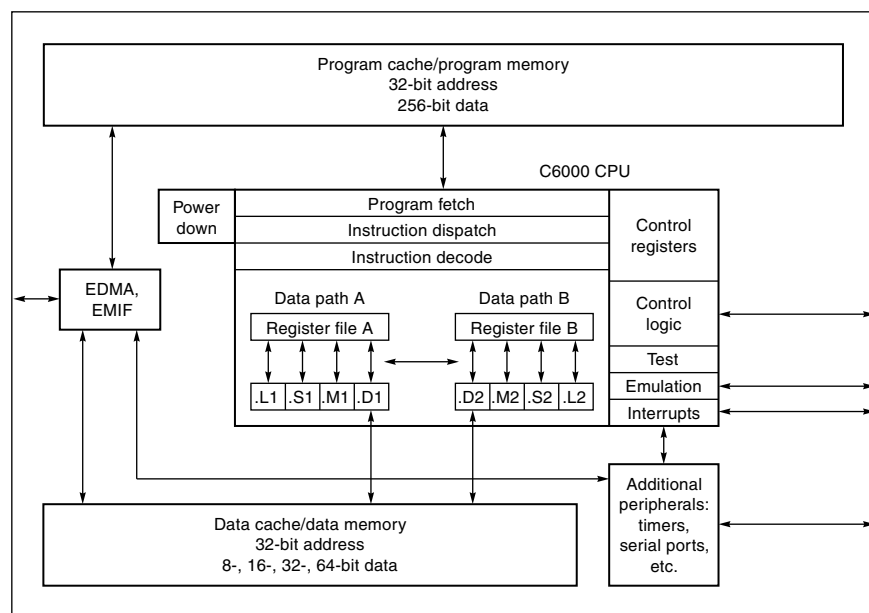 Program cache/program memory
32-bit address
256-bit data
C6000 CPU
Power
down
Program fetch
Instruction dispatch
Instruction decode
Control
registers
EDMA,
EMIF
Data path A
Data path B
Register file A
Register file B
Control
logic
Test
.L1 .S1 .M1 .D1
.D2 .M2 .S2 .L2
Emulation
Interrupts
Data cache/data memory
32-bit address
8-, 16-, 32-, 64-bit data
Additional
peripherals:
timers,
serial ports,
etc.